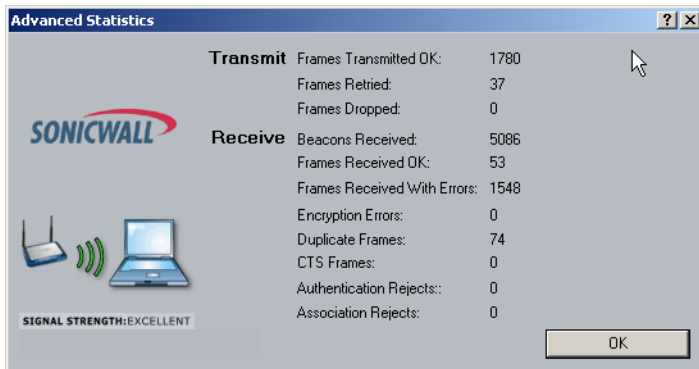 Advanced Statistics
Transmit Frames Transmitted OK: 1780
Frames Retried: 37
Frames Dropped: 0
SONICWALL
Receive Beacons Received: 5086
Frames Received OK: 53
Frames Received With Errors: 1548
Encryption Errors: 0
Duplicate Frames: 74
CTS Frames: 0
Authentication Rejects:: 0
Association Rejects: 0
SIGNAL STRENGTH:EXCELLENT
OK